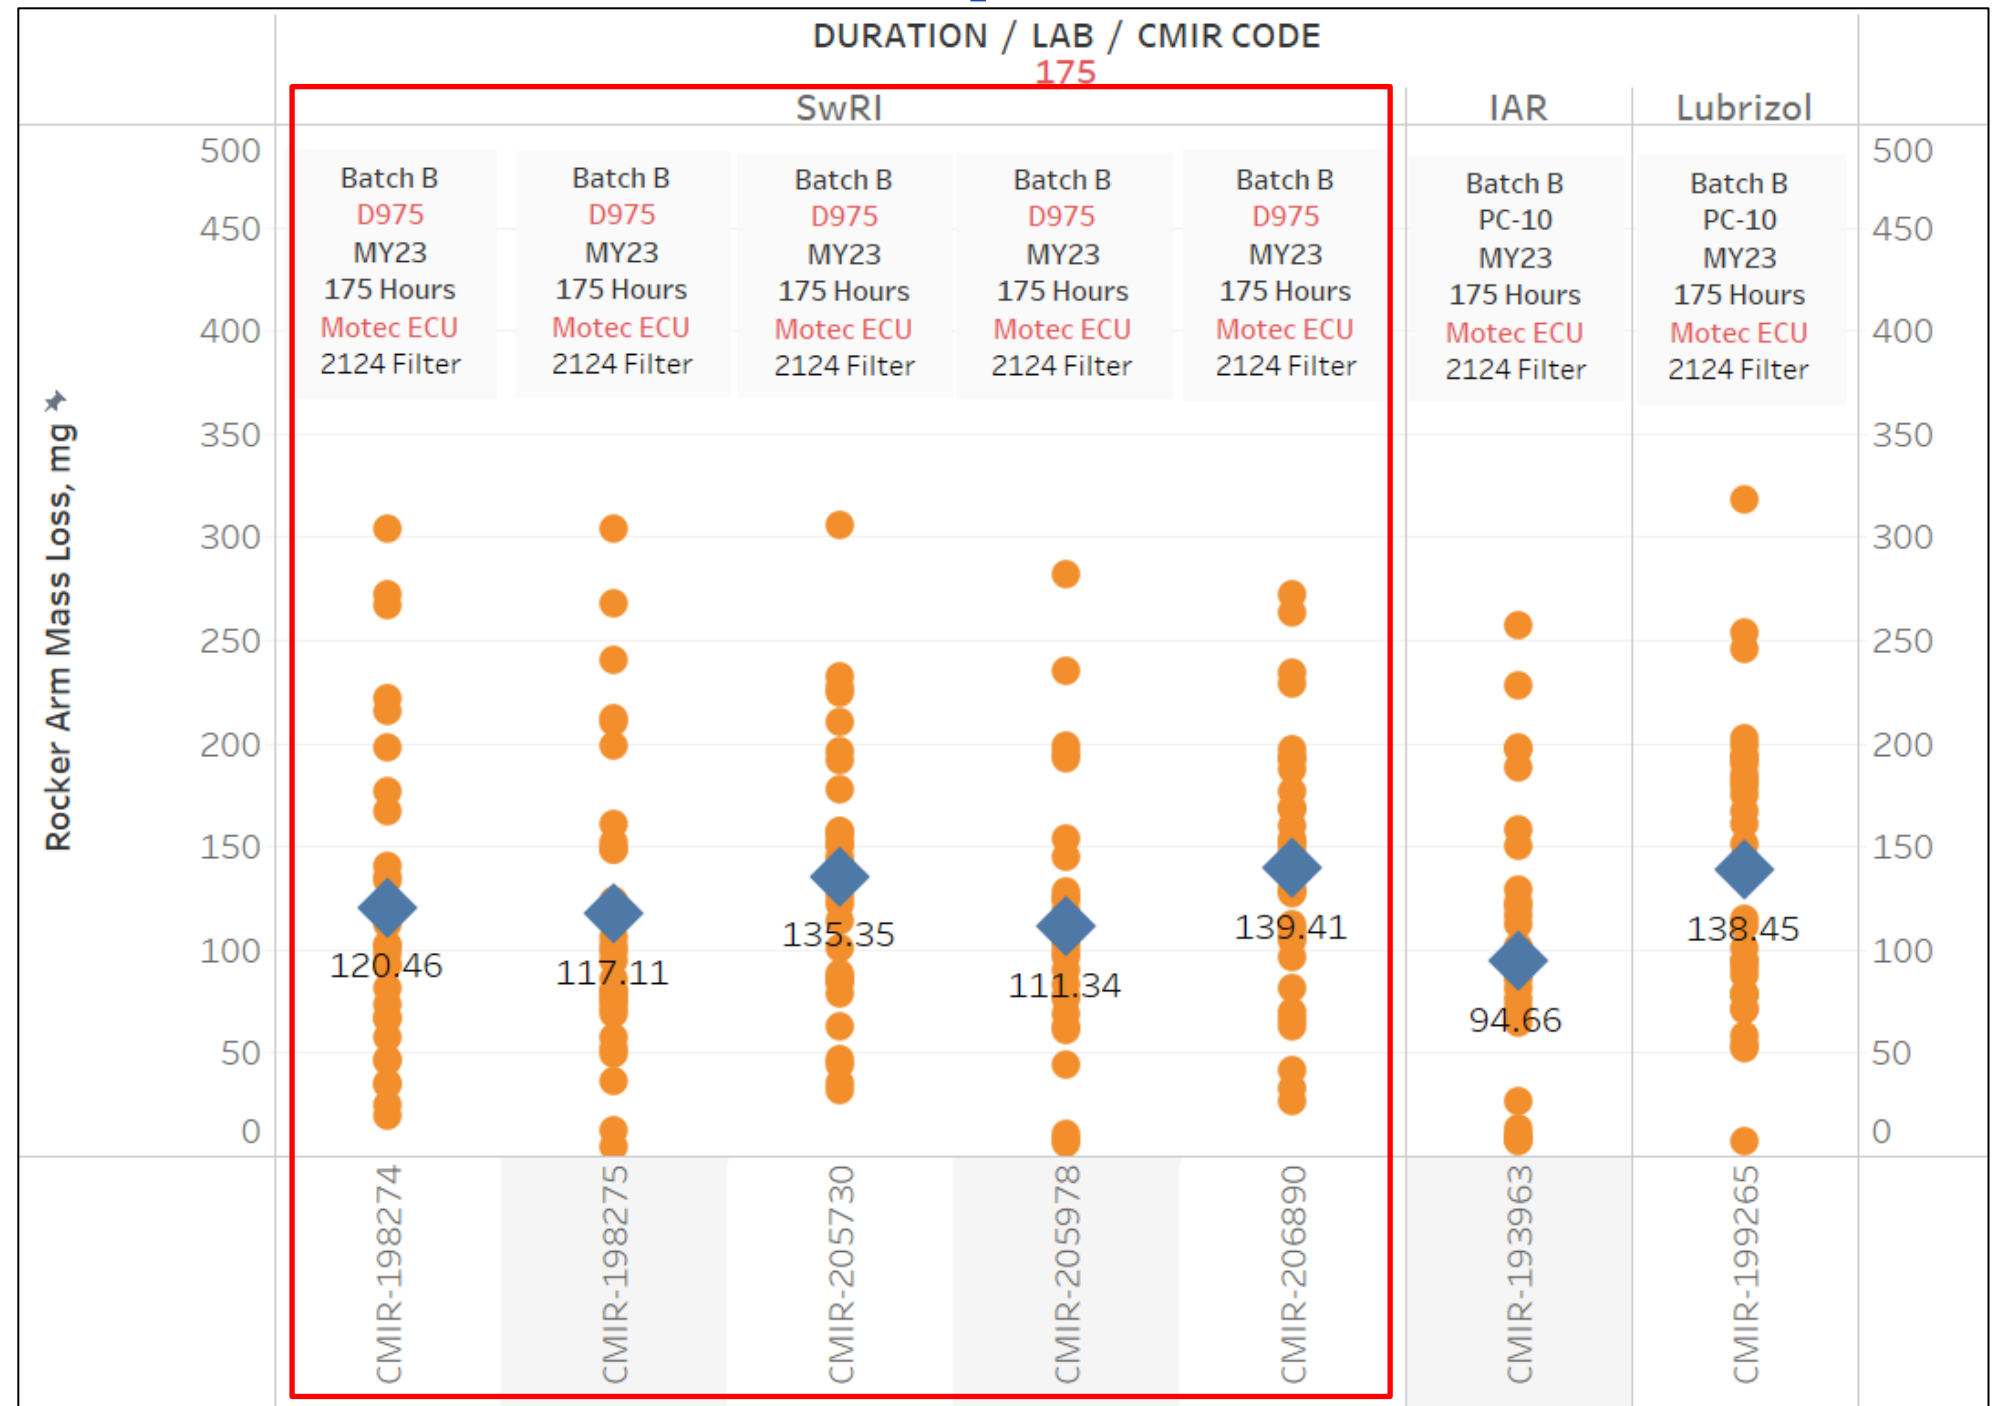 DURATION / LAB / CMIR CODE
175
SwRI
IAR
Lubrizol
Rocker Arm Mass Loss, mg
500
450
400
350
300
250
200
150
100
50
0
Batch B
D975
MY23
175 Hours
Motec ECU
2124 Filter
Batch B
D975
MY23
175 Hours
Motec ECU
2124 Filter
Batch B
D975
MY23
175 Hours
Motec ECU
2124 Filter
Batch B
D975
MY23
175 Hours
Motec ECU
2124 Filter
Batch B
D975
MY23
175 Hours
Motec ECU
2124 Filter
Batch B
PC-10
MY23
175 Hours
Motec ECU
2124 Filter
Batch B
PC-10
MY23
175 Hours
Motec ECU
2124 Filter
120.46
117.11
135.35
111.34
139.41
94.66
138.45
500
450
400
350
300
250
200
150
100
50
0
CMIR-198274
CMIR-198275
CMIR-205730
CMIR-205978
CMIR-206890
CMIR-193963
CMIR-199265